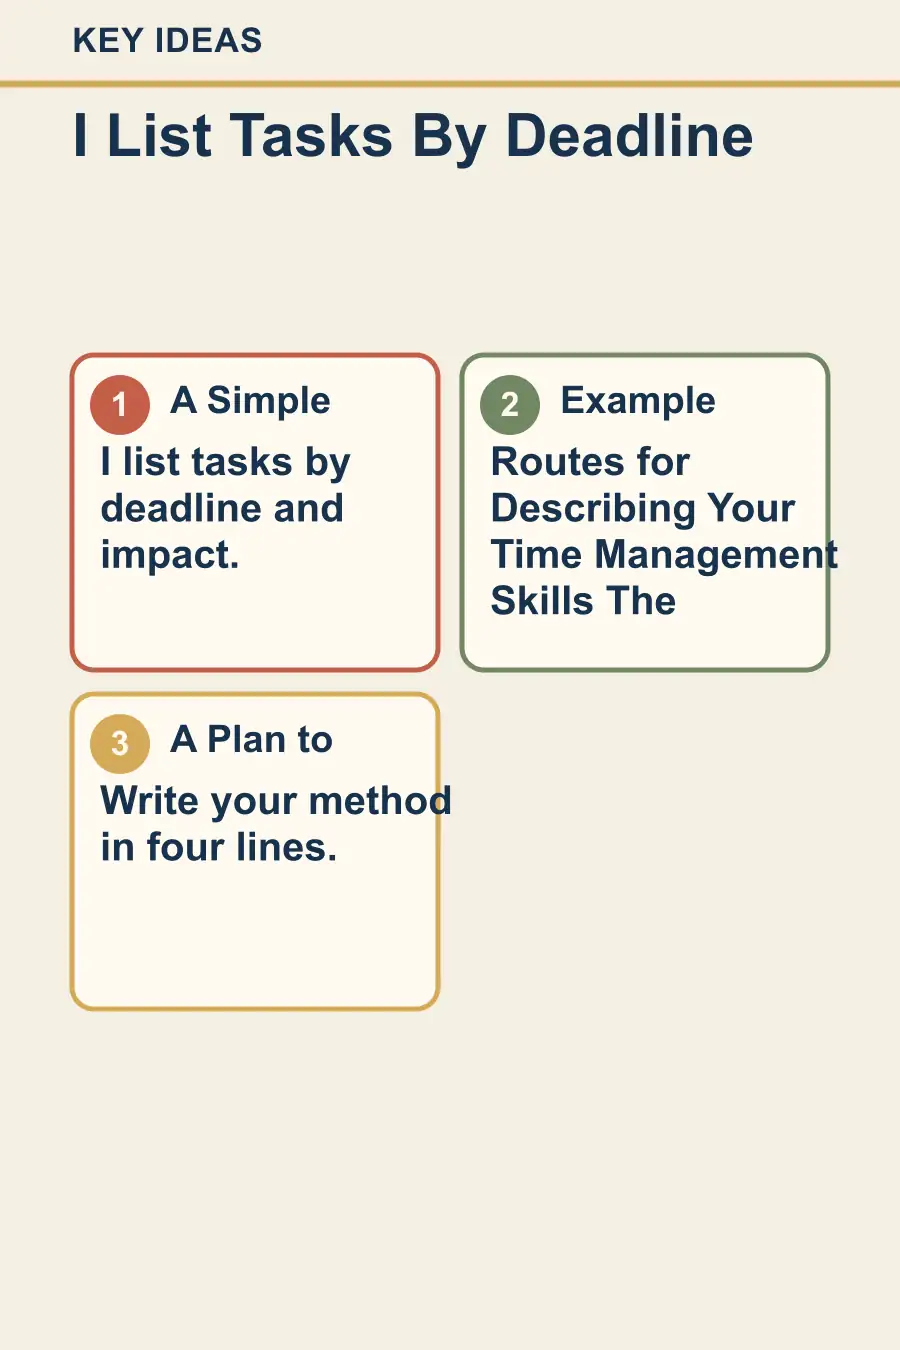 KEY IDEAS
I List Tasks By Deadline
1 A Simple
I list tasks by
deadline and
impact.
2 Example
Routes for
Describing Your
Time Management
Skills The
3 A Plan to
Write your method
in four lines.